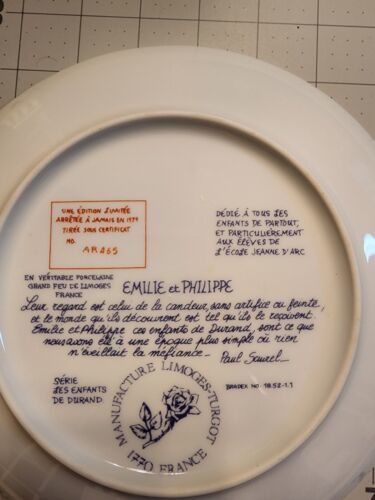 UNE ÉDITION LIMITÉE
ARRÊTÉE À JAMAIS EN 1979
TIRÉE SOUS CERTIFICAT
NO. AR465
DÉDIÉ À TOUS LES
ENFANTS DE PARTOUT,
ET PARTICULIÈREMENT
AUX ÉLÈVES DE
L'ÉCOLE JEANNE D'ARC
EN VÉRITABLE PORCELAINE
GRAND FEU DE LIMOGES
FRANCE
EMILIE et PHILIPPE
Leur regard est celui de la candeur, sans artifice ou feinte,
et le monde qu'ils découvrent est tel qu'ils le reçoivent.
Emilie et Philippe ces enfants de Durand, sont ce que
nous avons été à une époque plus simple où rien
n'éveillait la méfiance._ Paul Sourel._
SÉRIE
LES ENFANTS
DE DURAND
MANUFACTURE LIMOGES-TURGOT
1770 FRANCE
BRADEX NO. 18.52-1.1